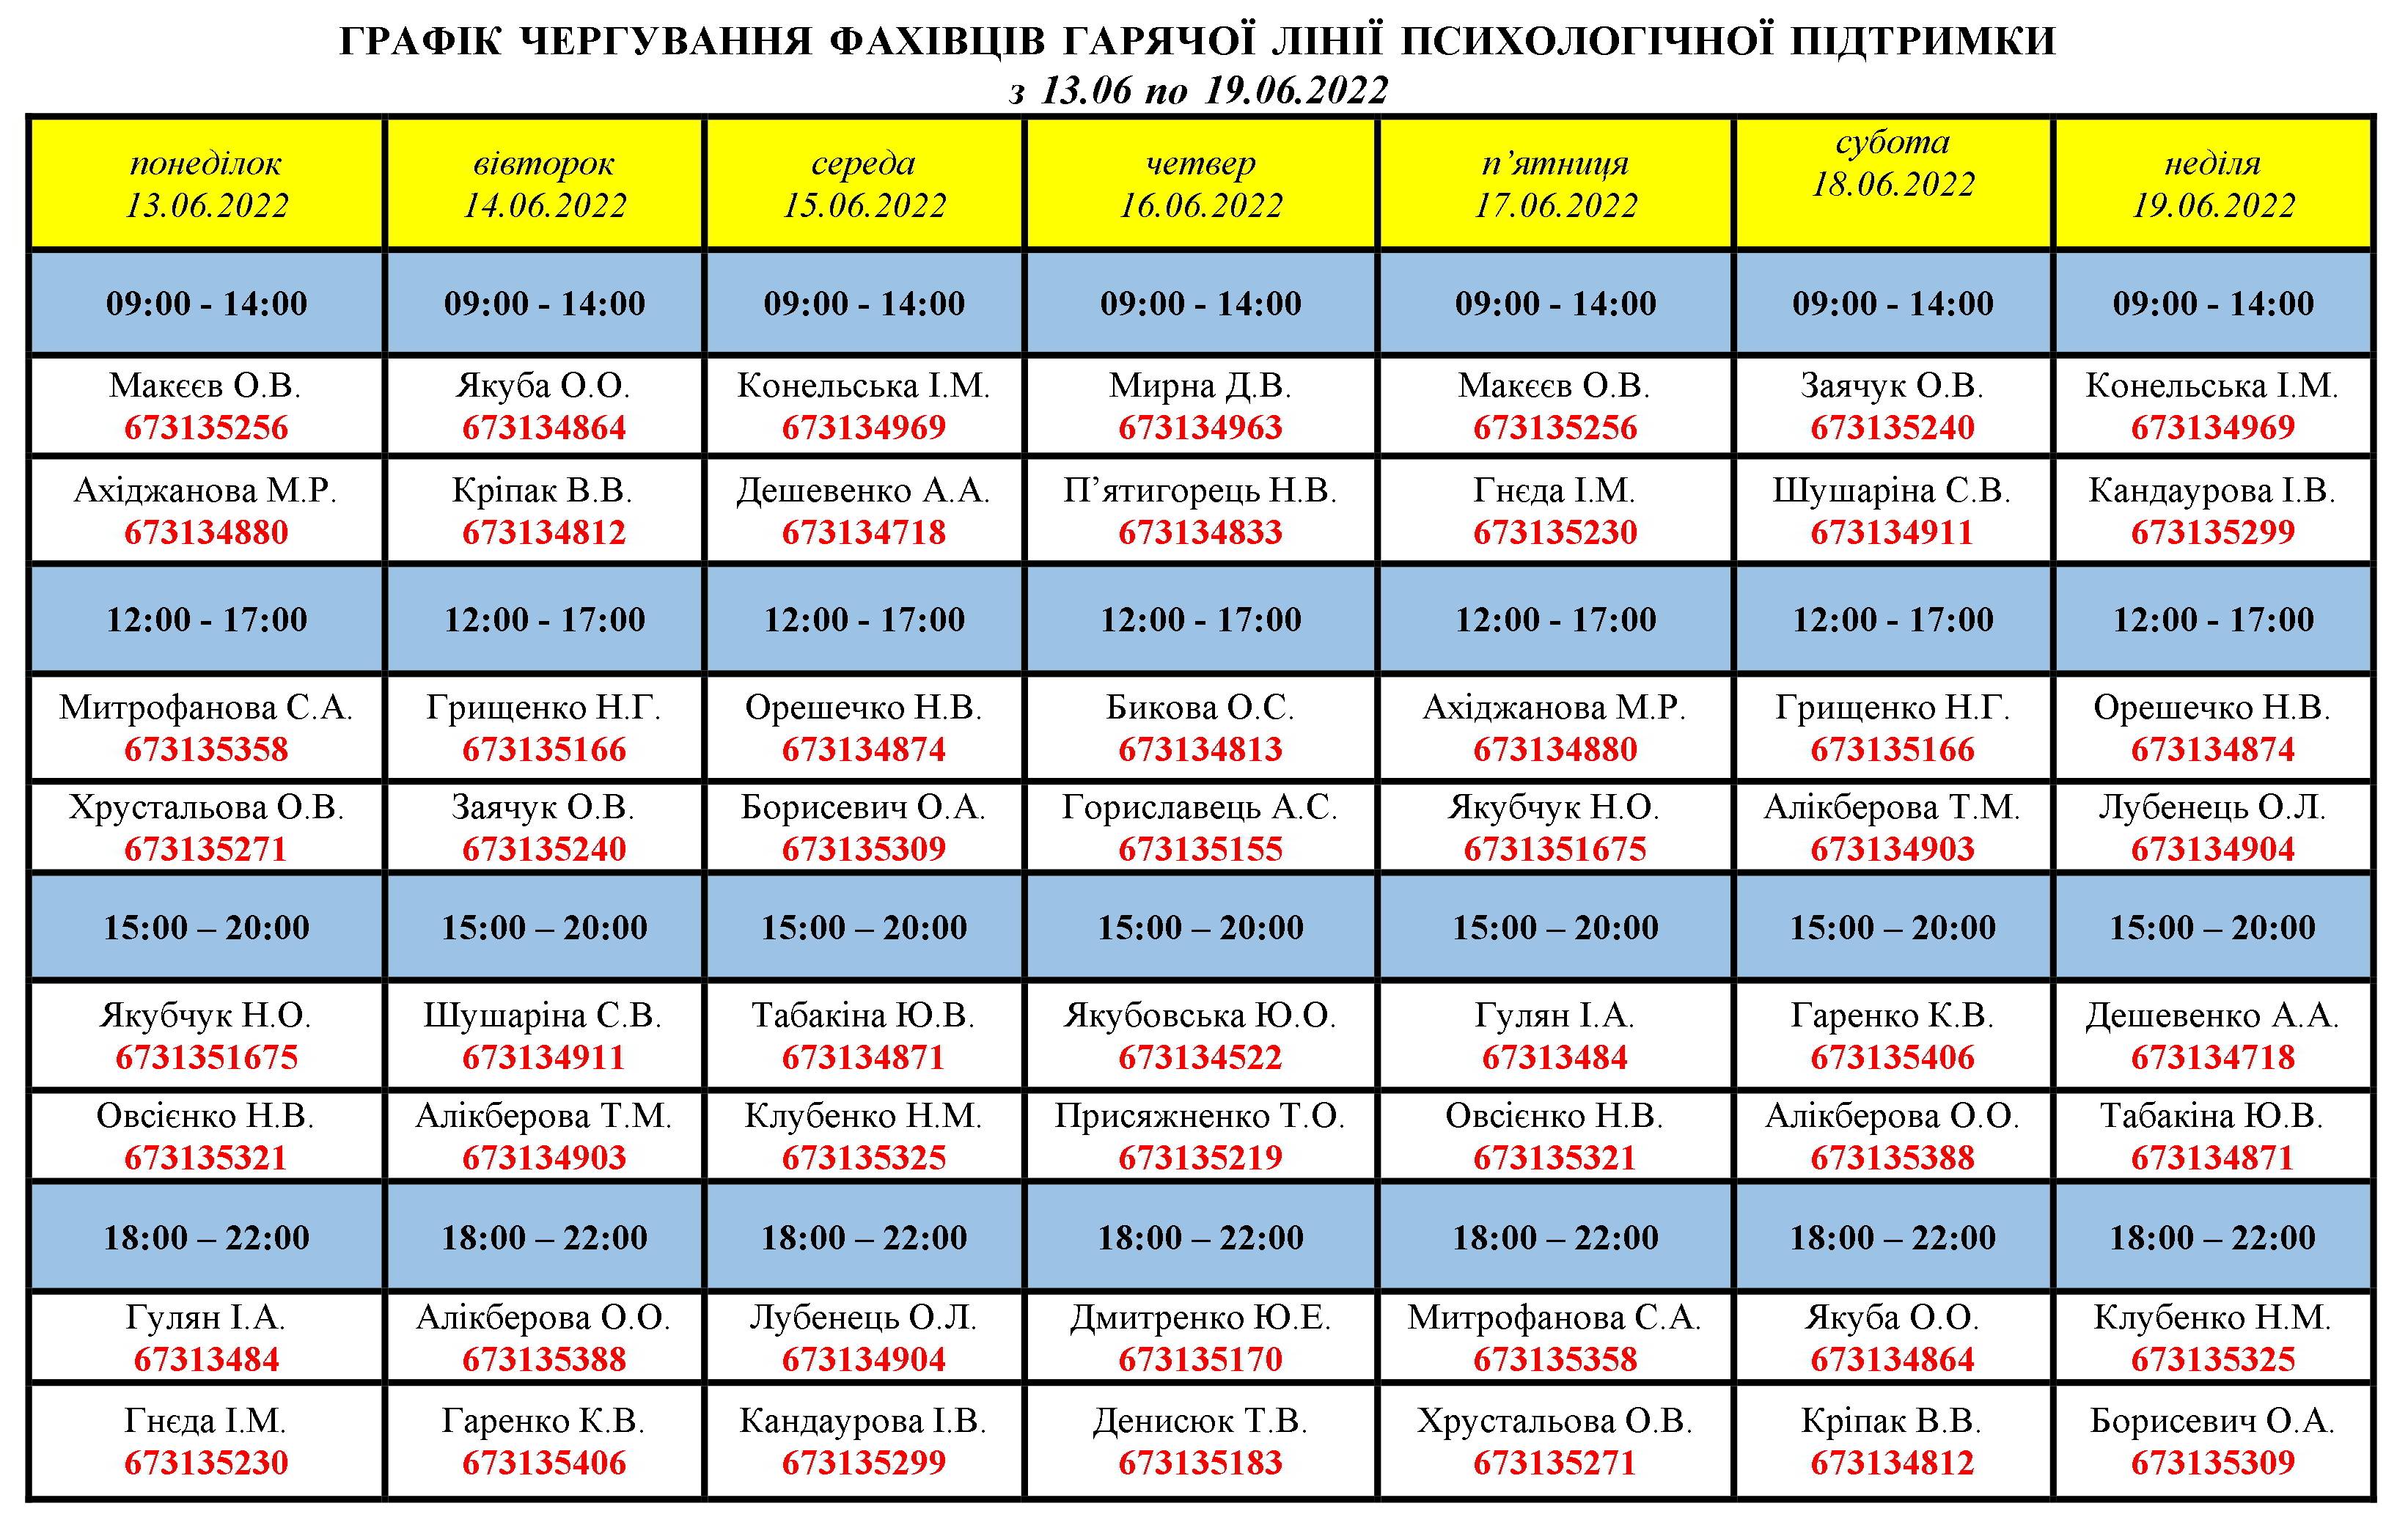 ГРАФІК ЧЕРГУВАННЯ ФАХІВЦІВ ГАРЯЧОЇ ЛІНІЇ ПСИХОЛОГІЧНОЇ ПІДТРИМКИ
з 13.06 по 19.06.2022
понеділок вівторок середа четвер п’ятниця субота неділя
13.06.2022 14.06.2022 15.06.2022 16.06.2022 17.06.2022 18.06.2022 19.06.2022
09:00 - 14:00 09:00 - 14:00 09:00 - 14:00 09:00 - 14:00 09:00 - 14:00 09:00 - 14:00 09:00 - 14:00
Макєєв О.В. Якуба О.О. Конельська І.М. Мирна Д.В. Макєєв О.В. Заячук О.В. Конельська І.М.
673135256 673134864 673134969 673134963 673135256 673135240 673134969
Ахіджанова М.Р. Кріпак В.В. Дешевенко А.А. П’ятигорець Н.В. Гнєда І.М. Шушаріна С.В. Кандаурова І.В.
673134880 673134812 673134718 673134833 673135230 673134911 673135299
12:00 - 17:00 12:00 - 17:00 12:00 - 17:00 12:00 - 17:00 12:00 - 17:00 12:00 - 17:00 12:00 - 17:00
Митрофанова С.А. Грищенко Н.Г. Орешечко Н.В. Бикова О.С. Ахіджанова М.Р. Грищенко Н.Г. Орешечко Н.В.
673135358 673135166 673134874 673134813 673134880 673135166 673134874
Хрустальова О.В. Заячук О.В. Борисевич О.А. Гориславець А.С. Якубчук Н.О. Алікберова Т.М. Лубенець О.Л.
673135271 673135240 673135309 673135155 6731351675 673134903 673134904
15:00 – 20:00 15:00 – 20:00 15:00 – 20:00 15:00 – 20:00 15:00 – 20:00 15:00 – 20:00 15:00 – 20:00
Якубчук Н.О. Шушаріна С.В. Табакіна Ю.В. Якубовська Ю.О. Гулян І.А. Гаренко К.В. Дешевенко А.А.
6731351675 673134911 673134871 673134522 67313484 673135406 673134718
Овсієнко Н.В. Алікберова Т.М. Клубенко Н.М. Присяжненко Т.О. Овсієнко Н.В. Алікберова О.О. Табакіна Ю.В.
673135321 673134903 673135325 673135219 673135321 673135388 673134871
18:00 – 22:00 18:00 – 22:00 18:00 – 22:00 18:00 – 22:00 18:00 – 22:00 18:00 – 22:00 18:00 – 22:00
Гулян І.А. Алікберова О.О. Лубенець О.Л. Дмитренко Ю.Е. Митрофанова С.А. Якуба О.О. Клубенко Н.М.
67313484 673135388 673134904 673135170 673135358 673134864 673135325
Гнєда І.М. Гаренко К.В. Кандаурова І.В. Денисюк Т.В. Хрустальова О.В. Кріпак В.В. Борисевич О.А.
673135230 673135406 673135299 673135183 673135271 673134812 673135309